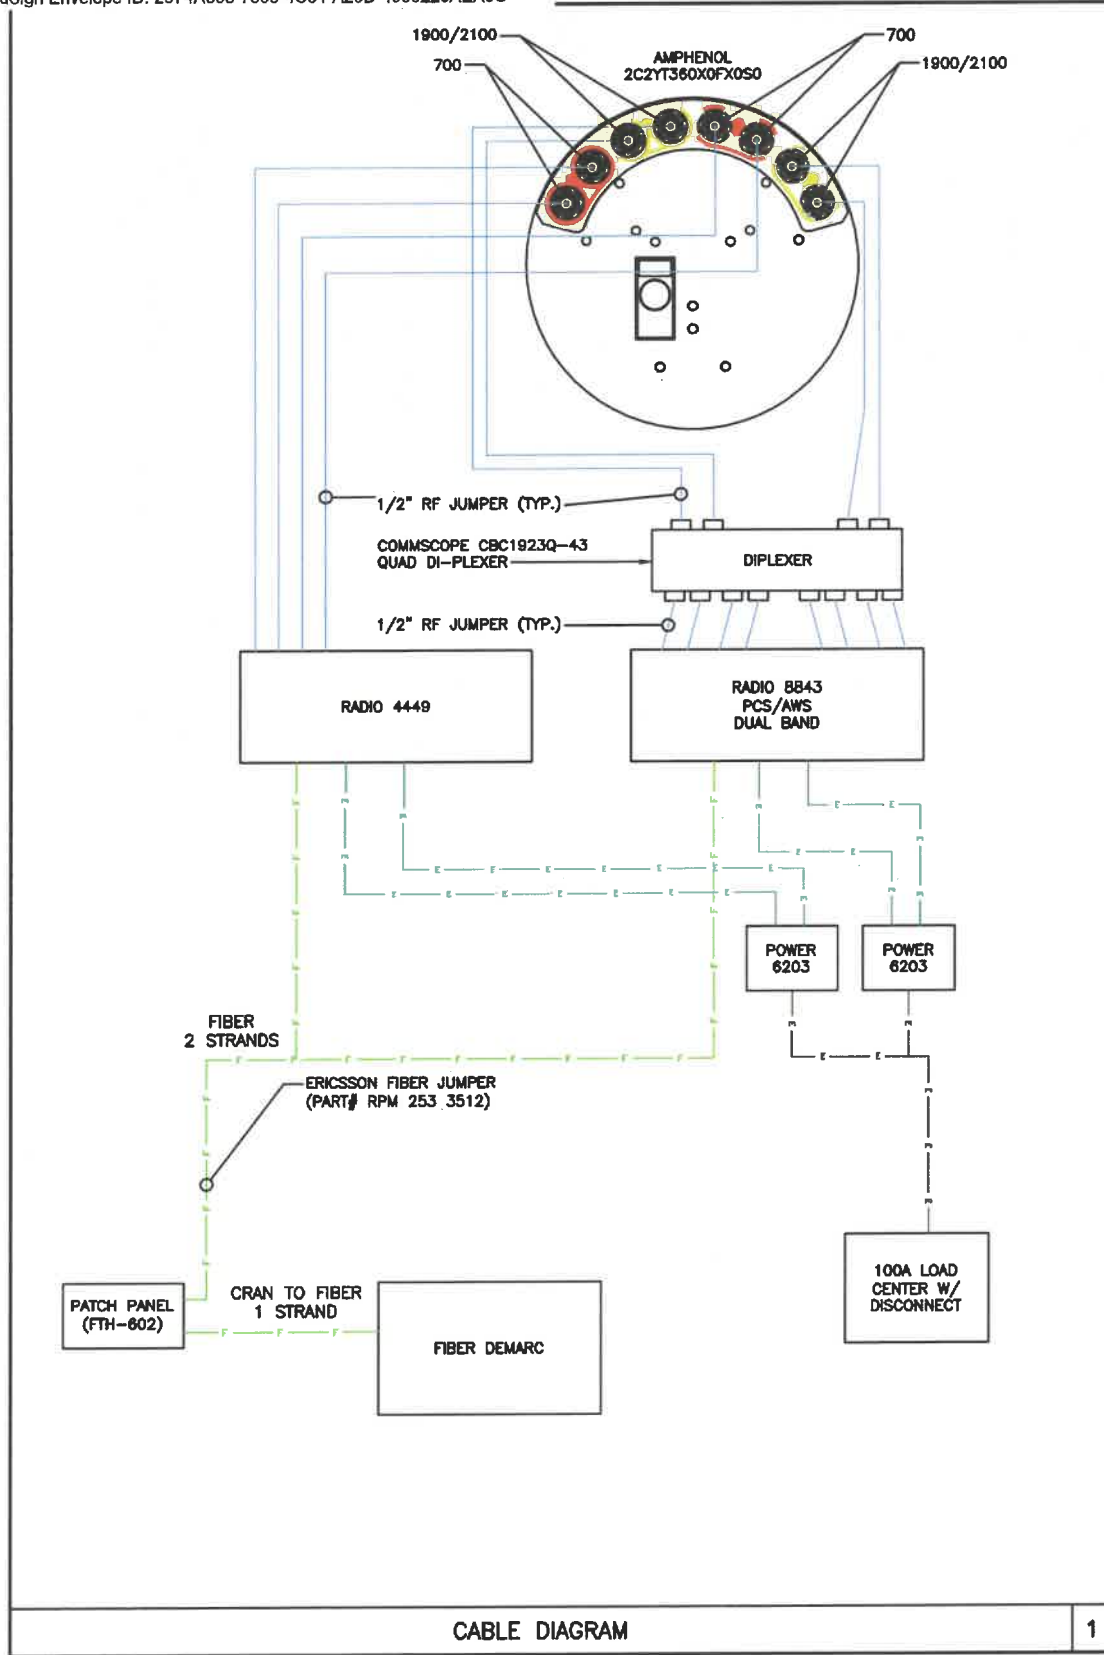 1900/2100
700
700
1900/2100
AMPHENOL
2C2YT360X0FX0S0
1/2" RF JUMPER (TYP.)
COMMSCOPE CBC1923Q-43
QUAD DI-PLEXER
DIPLEXER
1/2" RF JUMPER (TYP.)
RADIO 4449
RADIO 8843
PCS/AWS
DUAL BAND
POWER
6203
POWER
6203
FIBER
2 STRANDS
ERICSSON FIBER JUMPER
(PART# RPM 253 3512)
100A LOAD
CENTER W/
DISCONNECT
PATCH PANEL
(FTH-602)
CRAN TO FIBER
1 STRAND
FIBER DEMARC
CABLE DIAGRAM
1